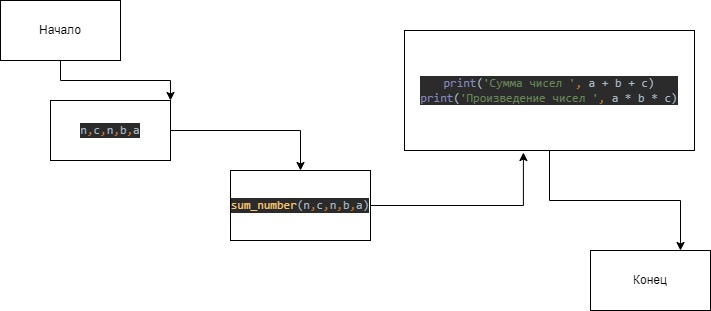 Начало
n,c,n,b,a
sum_number(n,c,n,b,a)
print('Сумма чисел ', a + b + c)
print('Произведение чисел ', a * b * c)
Конец